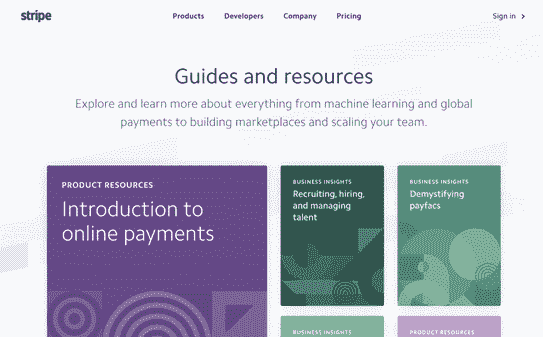 stripe
Products Developers Company Pricing
Sign in
Guides and resources
Explore and learn more about everything from machine learning and global
payments to building marketplaces and scaling your team.
PRODUCT RESOURCES
Introduction to
online payments
BUSINESS INSIGHTS
Recruiting, hiring,
and managing
talent
BUSINESS INSIGHTS
Demystifying
payfacs
BUSINESS INSIGHTS
PRODUCT RESOURCES